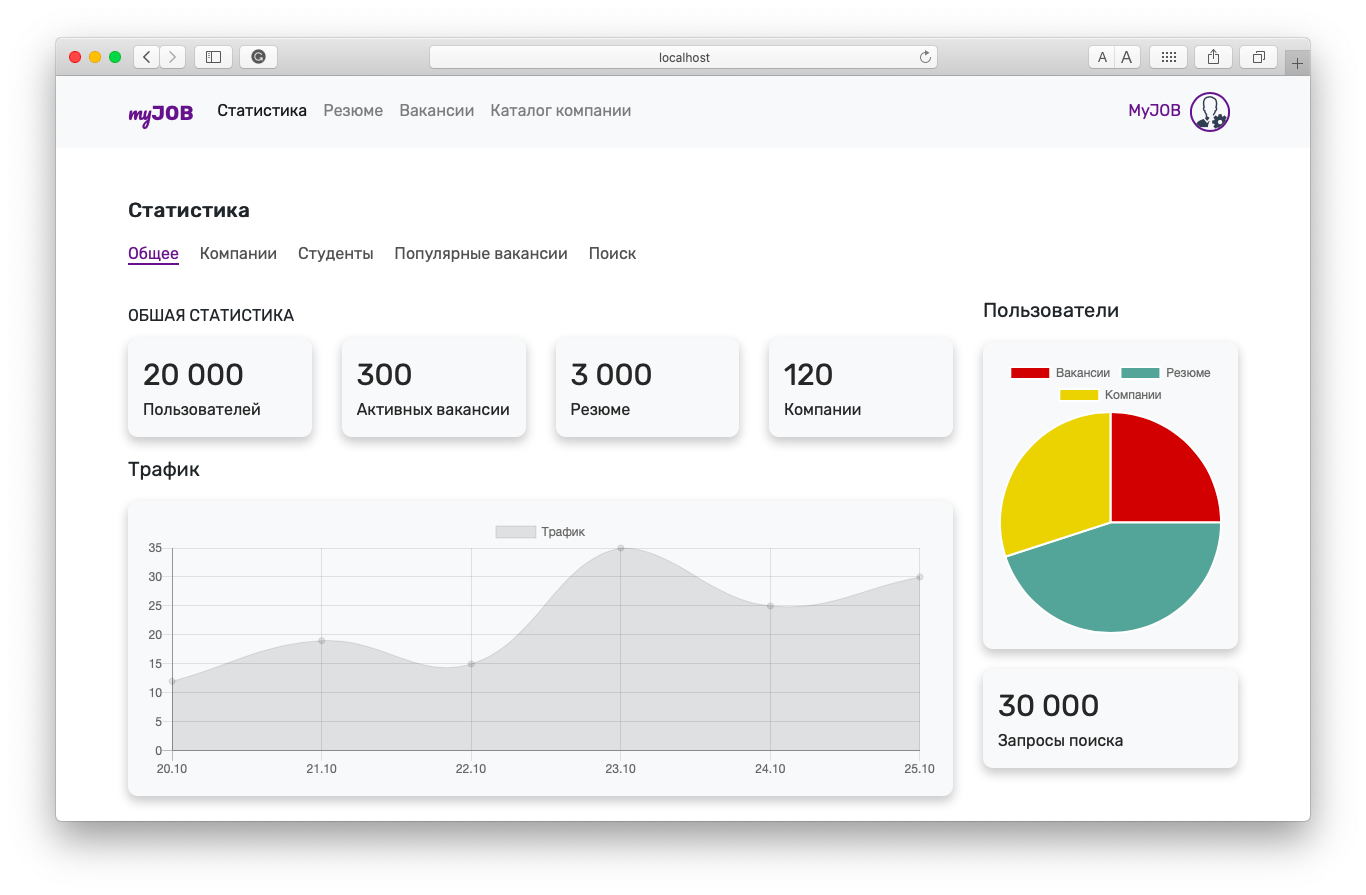 localhost
A A
myJOB Статистика Резюме Вакансии Каталог компании MyJOB
Статистика
Общее Компании Студенты Популярные вакансии Поиск
ОБШАЯ СТАТИСТИКА
20 000
Пользователей
300
Активных вакансии
3 000
Резюме
120
Компании
Трафик
Трафик
35
30
25
20
15
10
5
0
20.10 21.10 22.10 23.10 24.10 25.10
Пользователи
Вакансии Резюме
Компании
30 000
Запросы поиска